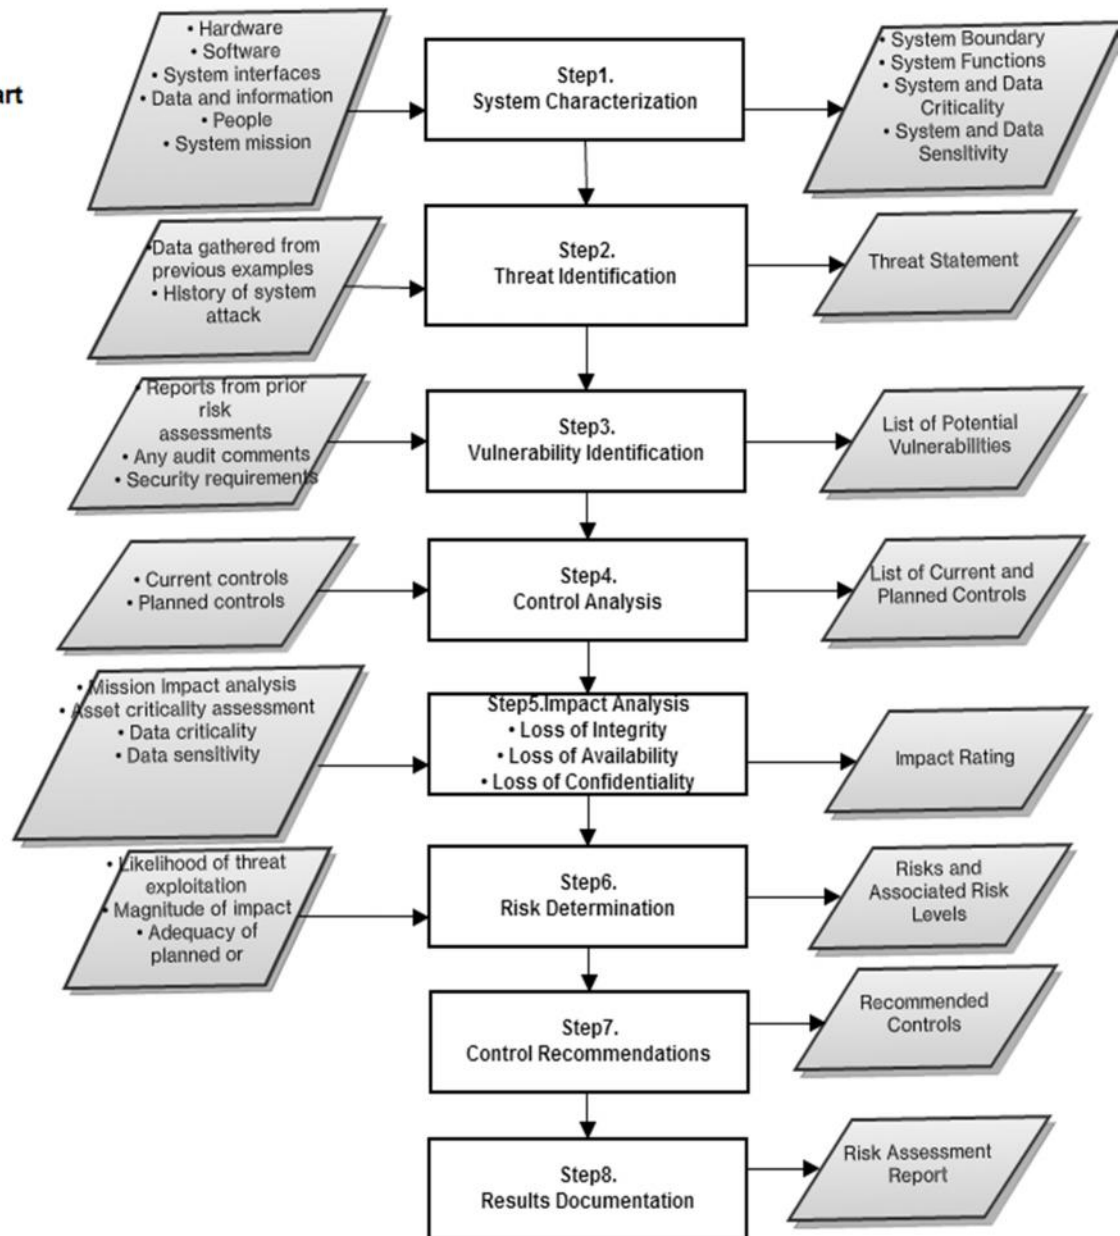 art
• Hardware
• Software
• System interfaces
• Data and information
• People
• System mission
Step1.
System Characterization
• System Boundary
• System Functions
• System and Data
Criticality
• System and Data
Sensitivity
• Data gathered from
previous examples
• History of system
attack
Step2.
Threat Identification
Threat Statement
• Reports from prior
risk
assessments
• Any audit comments
• Security requirements
Step3.
Vulnerability Identification
List of Potential
Vulnerabilities
• Current controls
• Planned controls
Step4.
Control Analysis
List of Current and
Planned Controls
• Mission Impact analysis
• Asset criticality assessment
• Data criticality
• Data sensitivity
Step5.Impact Analysis
• Loss of Integrity
• Loss of Availability
• Loss of Confidentiality
Impact Rating
• Likelihood of threat
exploitation
• Magnitude of impact
• Adequacy of
planned or
Step6.
Risk Determination
Risks and
Associated Risk
Levels
Step7.
Control Recommendations
Recommended
Controls
Step8.
Results Documentation
Risk Assessment
Report